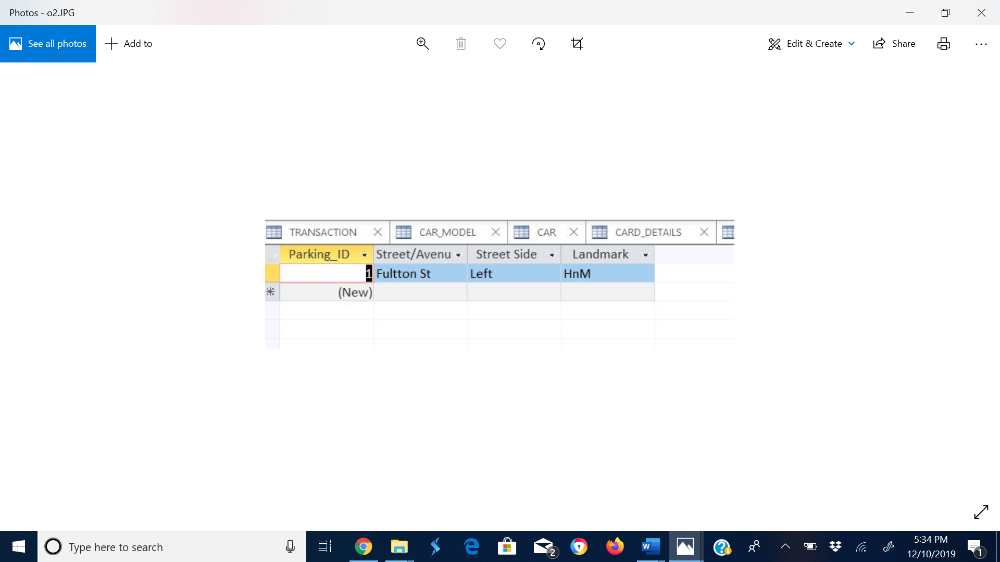 Photos - o2.JPG
See all photos
Add to
Edit & Create
Share
TRANSACTION CAR_MODEL CAR CARD_DETAILS
Parking_ID Street/Avenu Street Side Landmark
1 Fultton St Left HnM
(New)
Type here to search
2
W
5:34 PM
12/10/2019
1